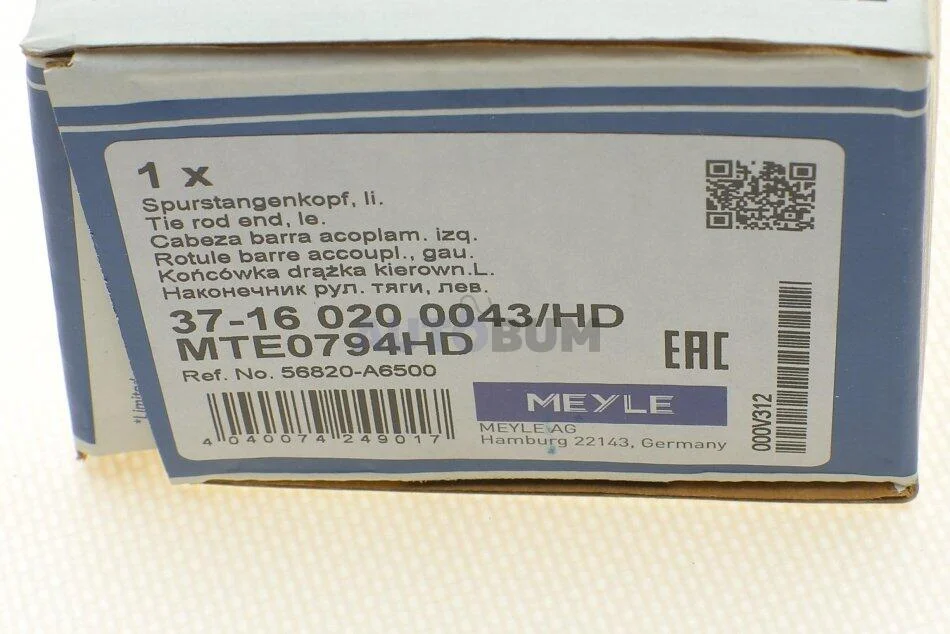 1 x
Spurstangenkopf, li.
Tie rod end, le.
Cabeza barra acoplam. izq.
Rotule barre accoupl., gau.
Końcówka drążka kierown.L.
Наконечник рул. тяги, лев.
37-16 020 0043/HD
MTE0794HD
AUTOBUM
EAC
Ref. No. 56820-A6500
4 040074 249017
MEYLE
MEYLE AG
Hamburg 22143, Germany
000V312
*Limited